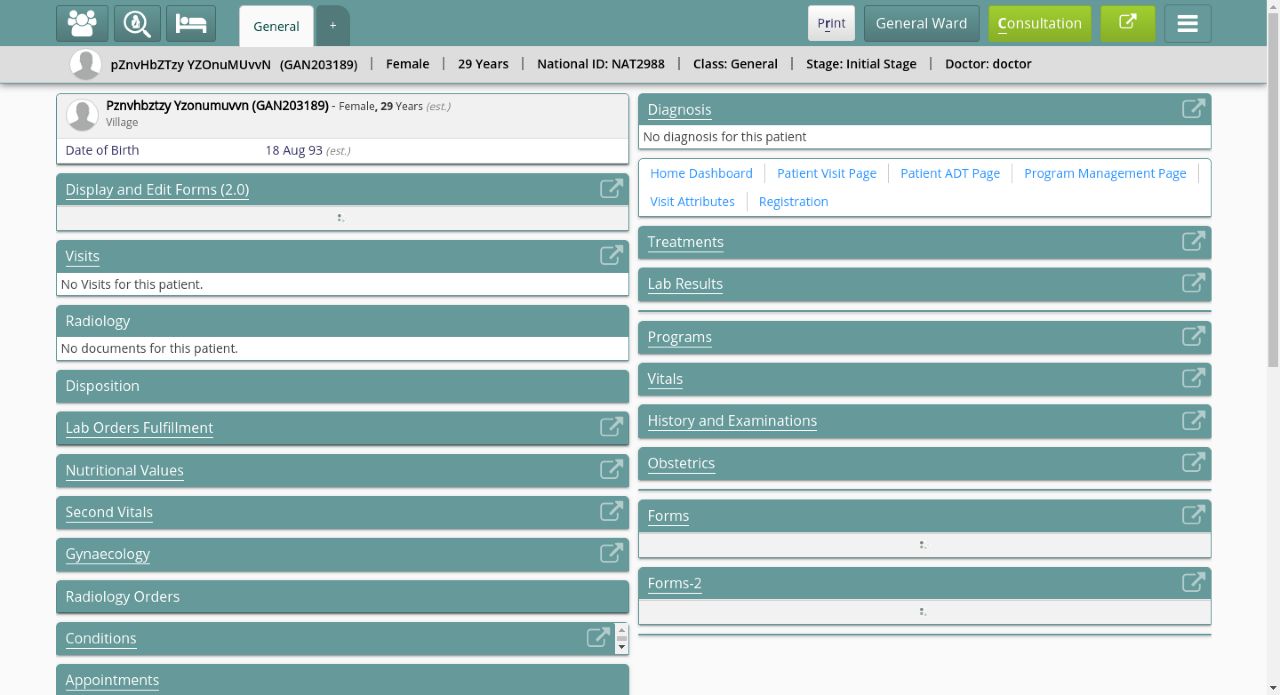 General
+
Print
General Ward
Consultation
pZnvHbZTzy YZOnuMUvvN (GAN203189) | Female | 29 Years | National ID: NAT2988 | Class: General | Stage: Initial Stage | Doctor: doctor
Pznvhbztzy Yzonumuvvn (GAN203189) - Female, 29 Years (est.)
Village
Date of Birth 18 Aug 93 (est.)
Display and Edit Forms (2.0)
Visits
No Visits for this patient.
Radiology
No documents for this patient.
Disposition
Lab Orders Fulfillment
Nutritional Values
Second Vitals
Gynaecology
Radiology Orders
Conditions
Appointments
Diagnosis
No diagnosis for this patient
Home Dashboard | Patient Visit Page | Patient ADT Page | Program Management Page |
Visit Attributes | Registration
Treatments
Lab Results
Programs
Vitals
History and Examinations
Obstetrics
Forms
Forms-2